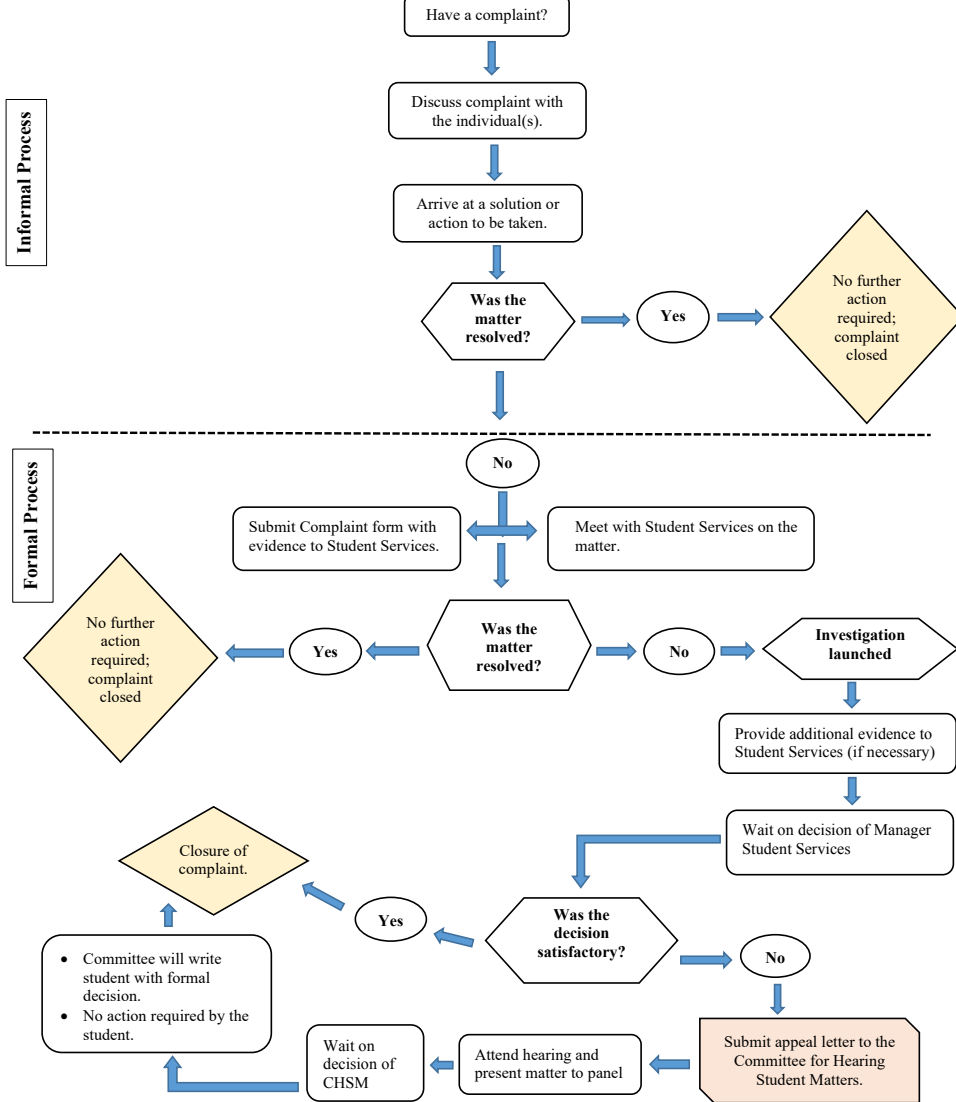 Have a complaint?
Informal Process
Discuss complaint with
the individual(s).
Arrive at a solution or
action to be taken.
Was the
matter
resolved?
Yes
No further
action
required;
complaint
closed
Formal Process
No
Submit Complaint form with
evidence to Student Services.
Meet with Student Services on the
matter.
No further
action
required;
complaint
closed
Yes
Was the
matter
resolved?
No
Investigation
launched
Provide additional evidence to
Student Services (if necessary)
Wait on decision of Manager
Student Services
Closure of
complaint.
Yes
Was the
decision
satisfactory?
No
• Committee will write
student with formal
decision.
• No action required by the
student.
Wait on
decision of
CHSM
Attend hearing and
present matter to panel
Submit appeal letter to the
Committee for Hearing
Student Matters.